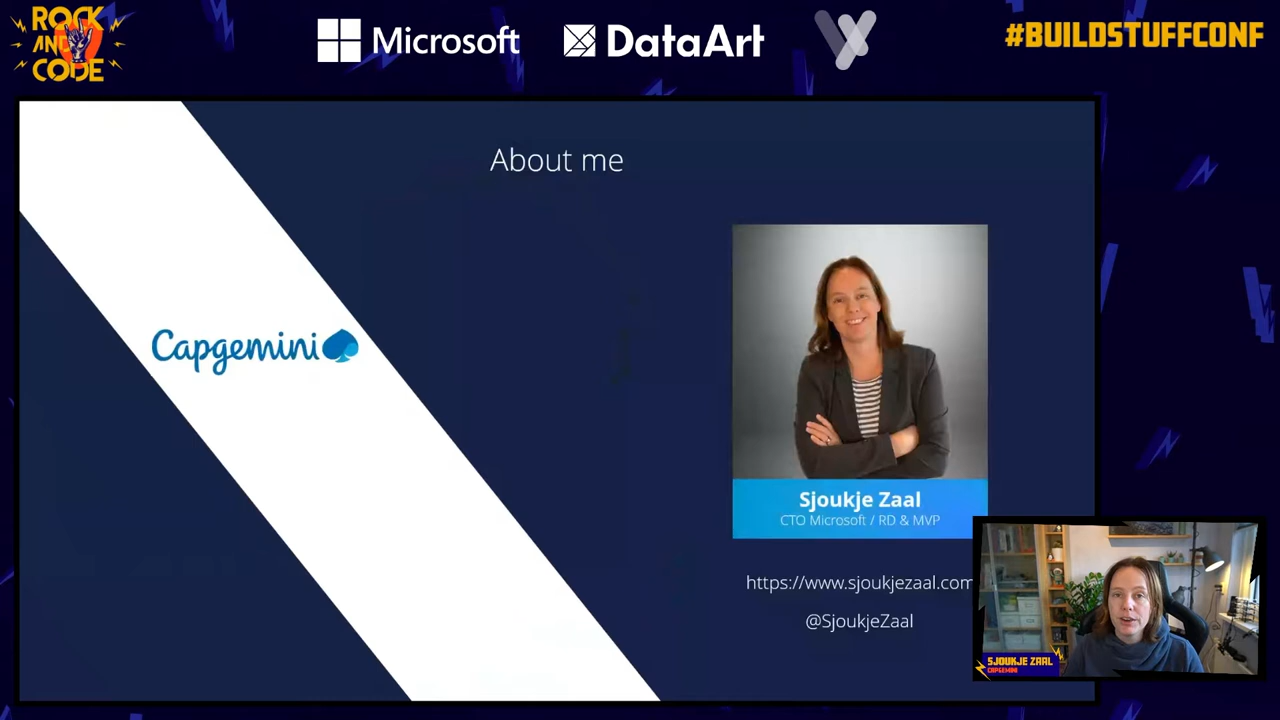 ROCK
AND
CODE
Microsoft
DataArt
#BUILDSTUFFCONF
About me
Capgemini
Sjoukje Zaal
CTO Microsoft / RD & MVP
https://www.sjoukjezaal.com
@SjoukjeZaal
SJOUKJE ZAAL
CAPGEMINI